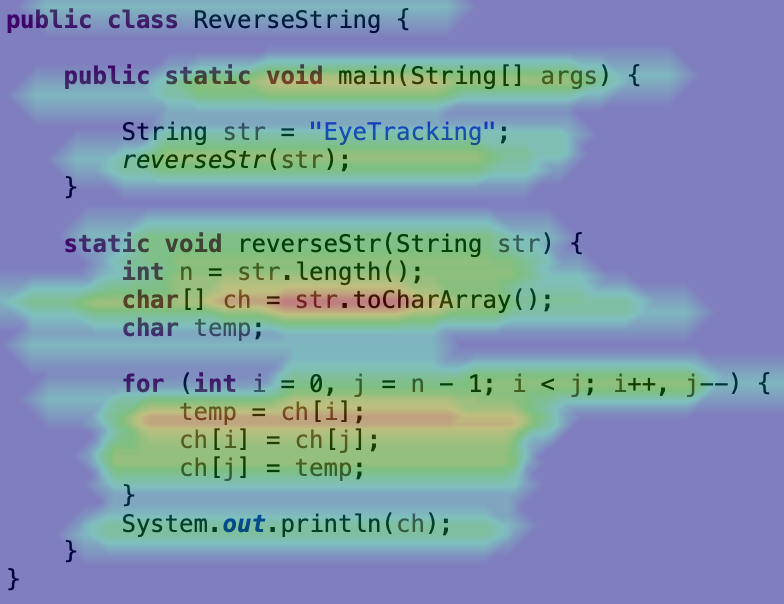 public class ReverseString {
public static void main(String[] args) {
String str = "EyeTracking";
reverseStr(str);
}
static void reverseStr(String str) {
int n = str.length();
char[] ch = str.toCharArray();
char temp;
for (int i = 0, j = n - 1; i < j; i++, j--) {
temp = ch[i];
ch[i] = ch[j];
ch[j] = temp;
}
System.out.println(ch);
}
}